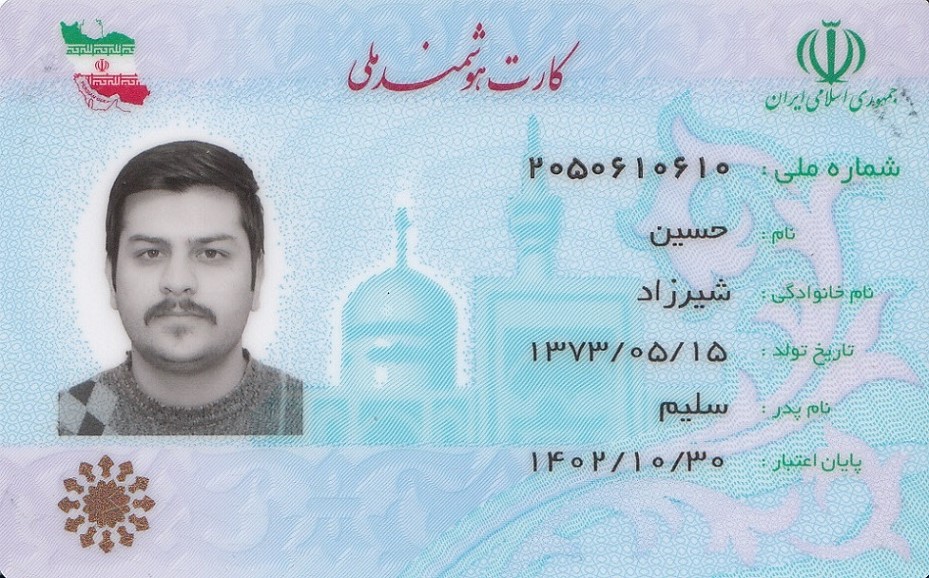 کارت هوشمند ملی
جمهوری اسلامی ایران
شماره ملی : ۲۰۵۰۶۱۰۶۱۰
نام : حسین
نام خانوادگی : شیرزاد
تاریخ تولد : ۱۳۷۳/۰۵/۱۵
نام پدر : سلیم
پایان اعتبار : ۱۴۰۲/۱۰/۳۰